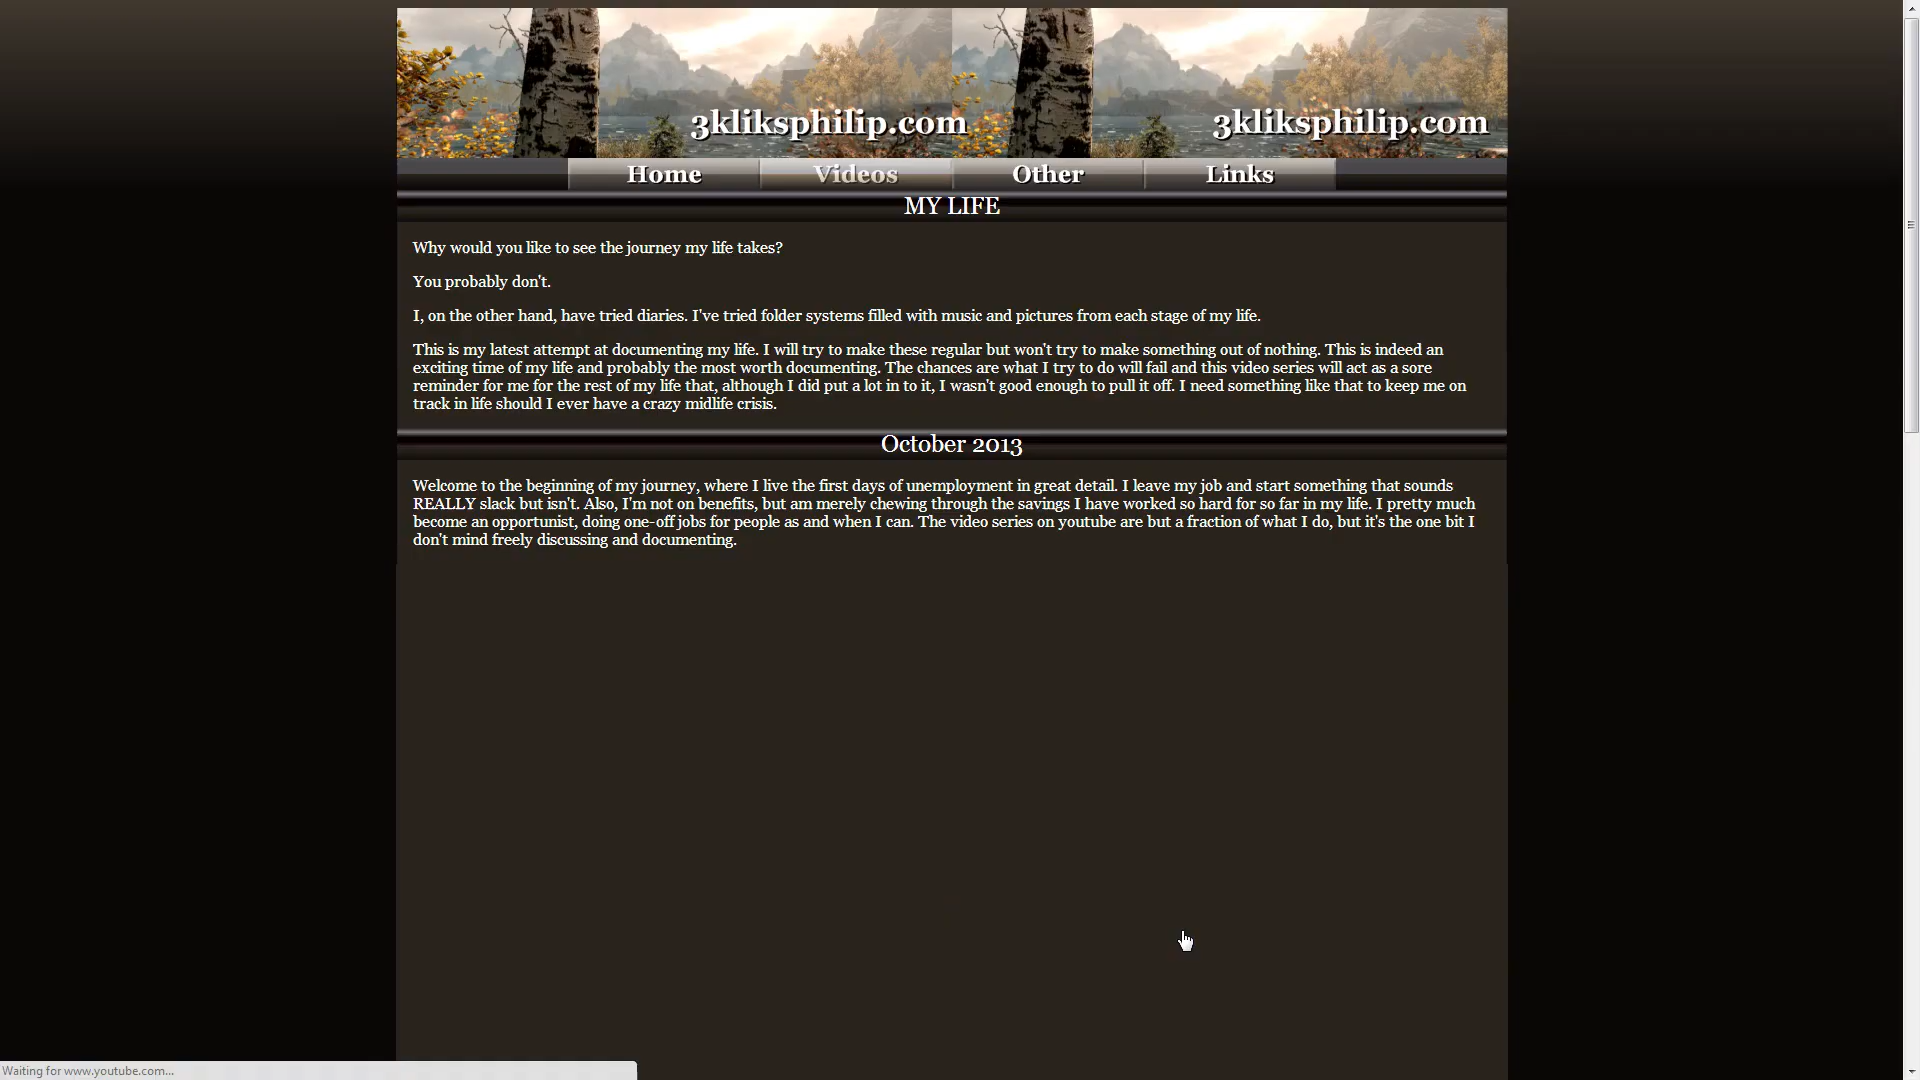 3kliksphilip.com 3kliksphilip.com
Home Videos Other Links
MY LIFE
Why would you like to see the journey my life takes?
You probably don't.
I, on the other hand, have tried diaries. I've tried folder systems filled with music and pictures from each stage of my life.
This is my latest attempt at documenting my life. I will try to make these regular but won't try to make something out of nothing. This is indeed an
exciting time of my life and probably the most worth documenting. The chances are what I try to do will fail and this video series will act as a sore
reminder for me for the rest of my life that, although I did put a lot in to it, I wasn't good enough to pull it off. I need something like that to keep me on
track in life should I ever have a crazy midlife crisis.
October 2013
Welcome to the beginning of my journey, where I live the first days of unemployment in great detail. I leave my job and start something that sounds
REALLY slack but isn't. Also, I'm not on benefits, but am merely chewing through the savings I have worked so hard for so far in my life. I pretty much
become an opportunist, doing one-off jobs for people as and when I can. The video series on youtube are but a fraction of what I do, but it's the one bit I
don't mind freely discussing and documenting.
Waiting for www.youtube.com...